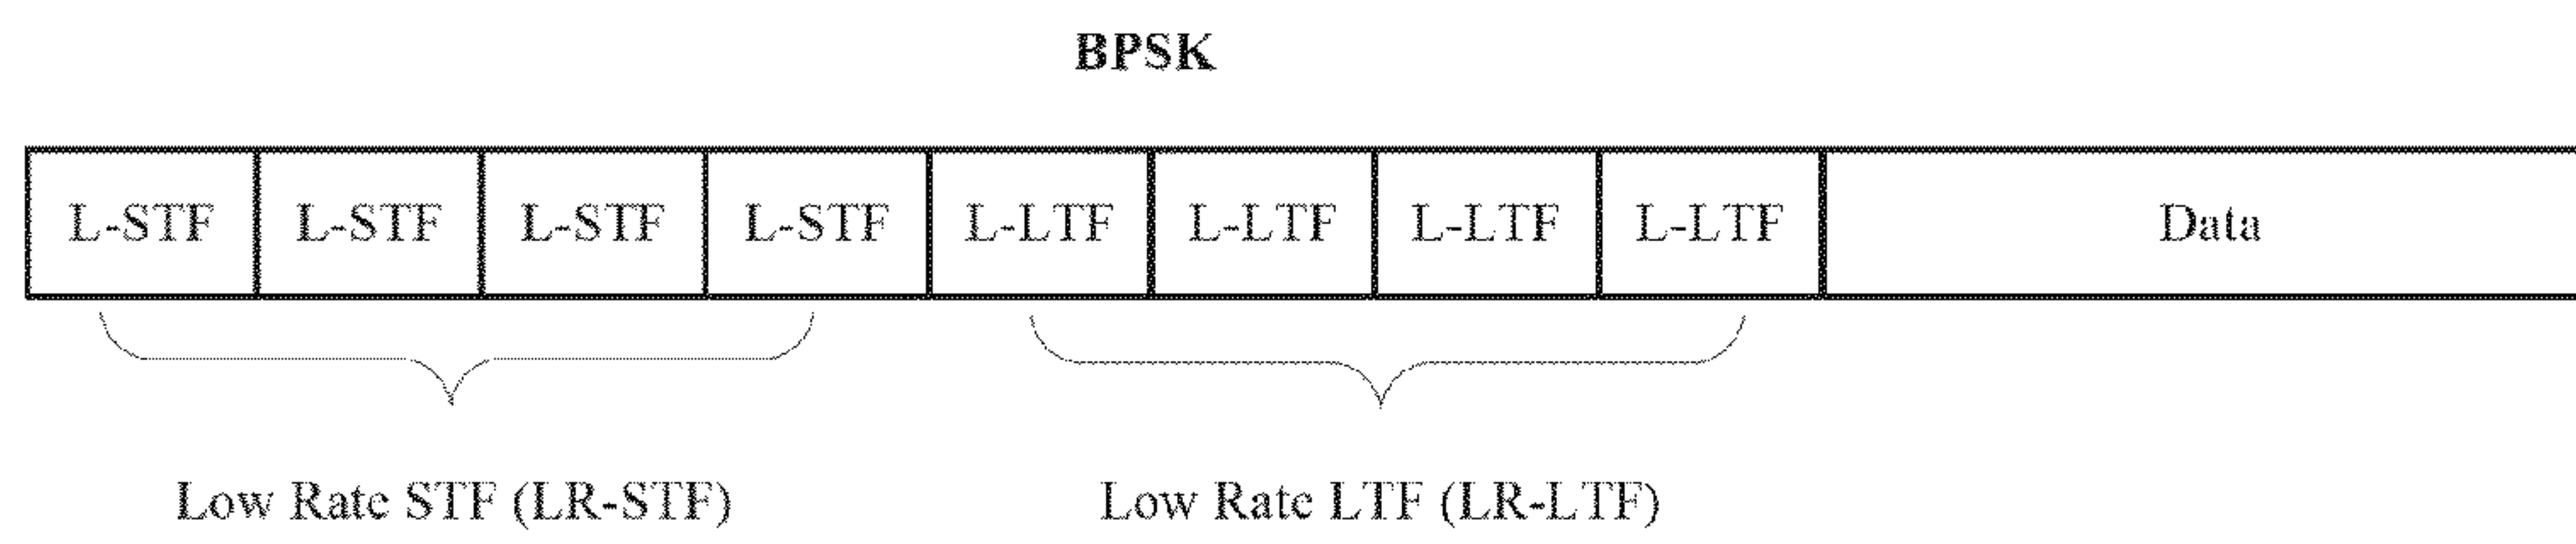 BPSK
L-STF L-STF L-STF L-STF L-LTF L-LTF L-LTF L-LTF Data
Low Rate STF (LR-STF) Low Rate LTF (LR-LTF)